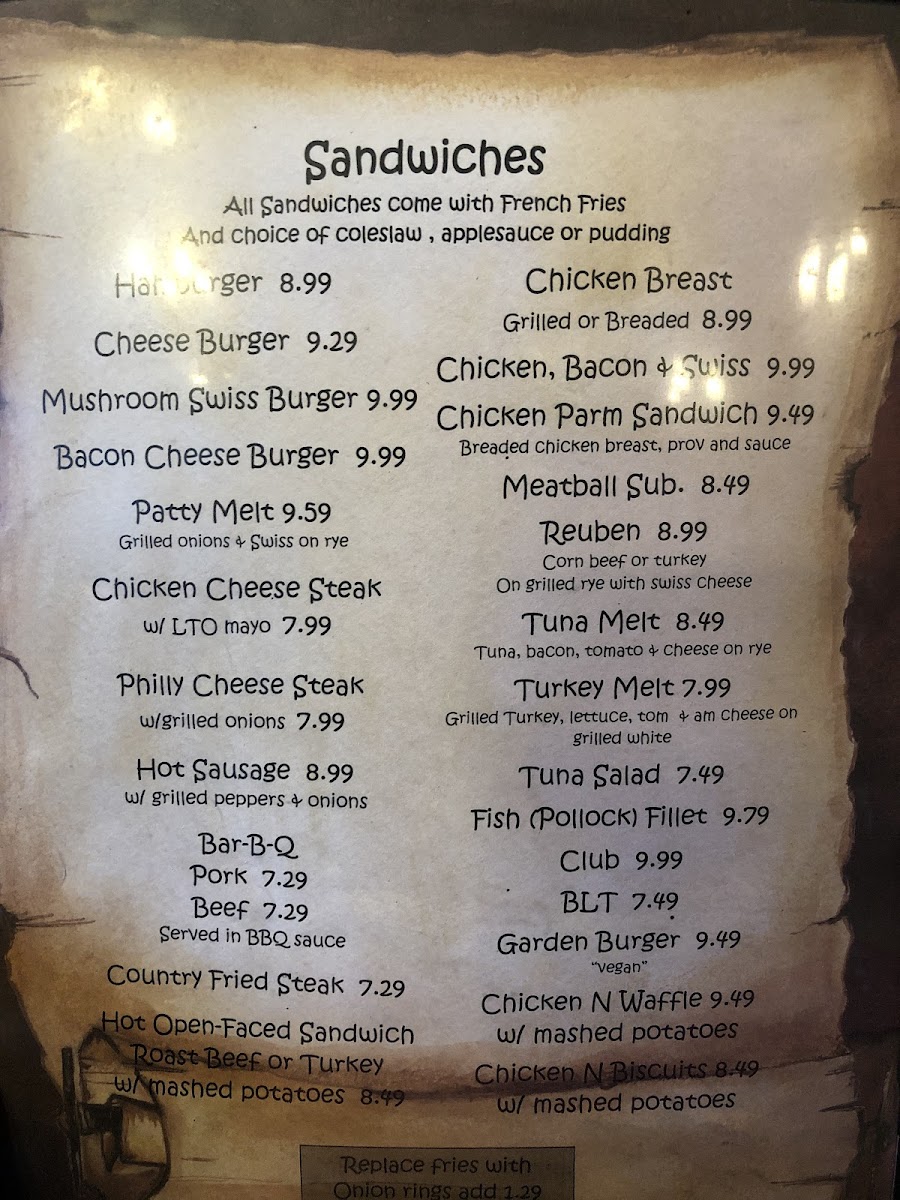 Sandwiches
All Sandwiches come with French Fries
And choice of coleslaw , applesauce or pudding
Hamburger 8.99
Cheese Burger 9.29
Mushroom Swiss Burger 9.99
Bacon Cheese Burger 9.99
Patty Melt 9.59
Grilled onions & Swiss on rye
Chicken Cheese Steak
w/ LTO mayo 7.99
Philly Cheese Steak
w/grilled onions 7.99
Hot Sausage 8.99
w/ grilled peppers & onions
Bar-B-Q
Pork 7.29
Beef 7.29
Served in BBQ sauce
Country Fried Steak 7.29
Hot Open-Faced Sandwich
Roast Beef or Turkey
w/ mashed potatoes 8.49
Chicken Breast
Grilled or Breaded 8.99
Chicken, Bacon & Swiss 9.99
Chicken Parm Sandwich 9.49
Breaded chicken breast, prov and sauce
Meatball Sub. 8.49
Reuben 8.99
Corn beef or turkey
On grilled rye with swiss cheese
Tuna Melt 8.49
Tuna, bacon, tomato & cheese on rye
Turkey Melt 7.99
Grilled Turkey, lettuce, tom & am cheese on
grilled white
Tuna Salad 7.49
Fish (Pollock) Fillet 9.79
Club 9.99
BLT 7.49
Garden Burger 9.49
"vegan"
Chicken N Waffle 9.49
w/ mashed potatoes
Chicken N Biscuits 8.49
w/ mashed potatoes
Replace fries with
Onion rings add 1.29